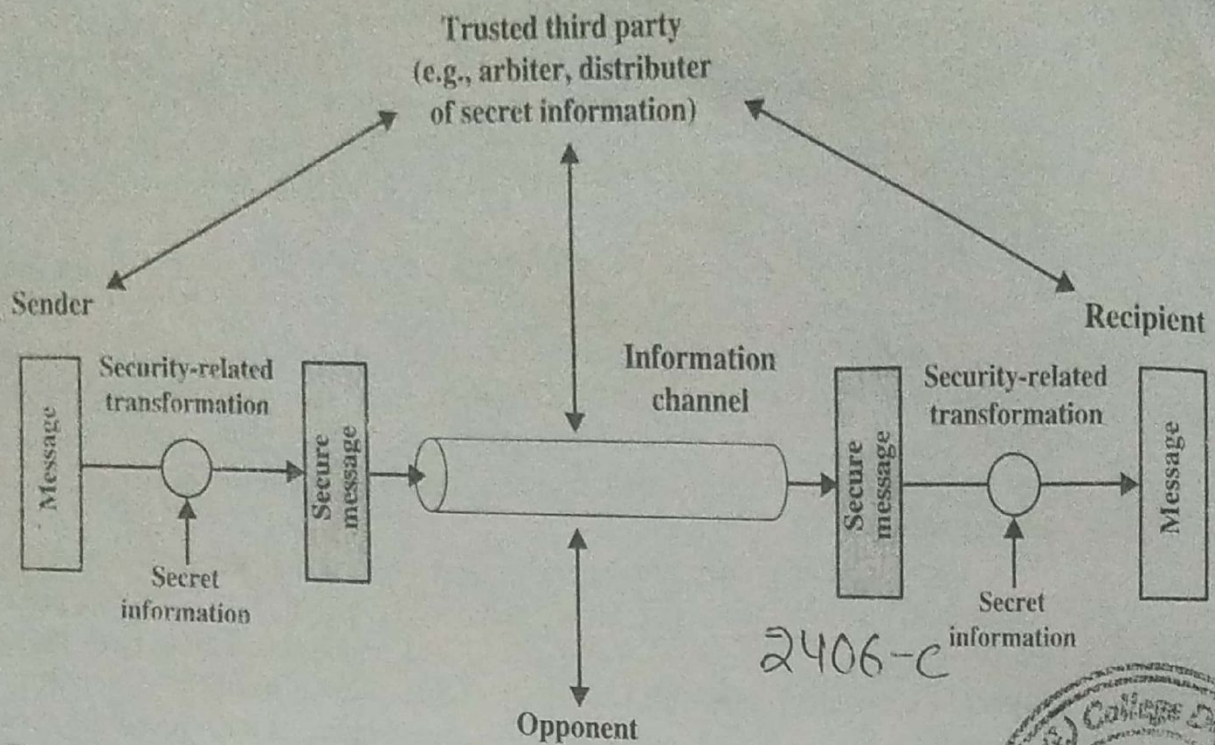 Trusted third party
(e.g., arbiter, distributer
of secret information)
Sender
Recipient
Message
Security-related
transformation
Secret
information
Secure
message
Information
channel
Secure
message
Security-related
transformation
Secret
information
Message
Opponent
2406-c
College